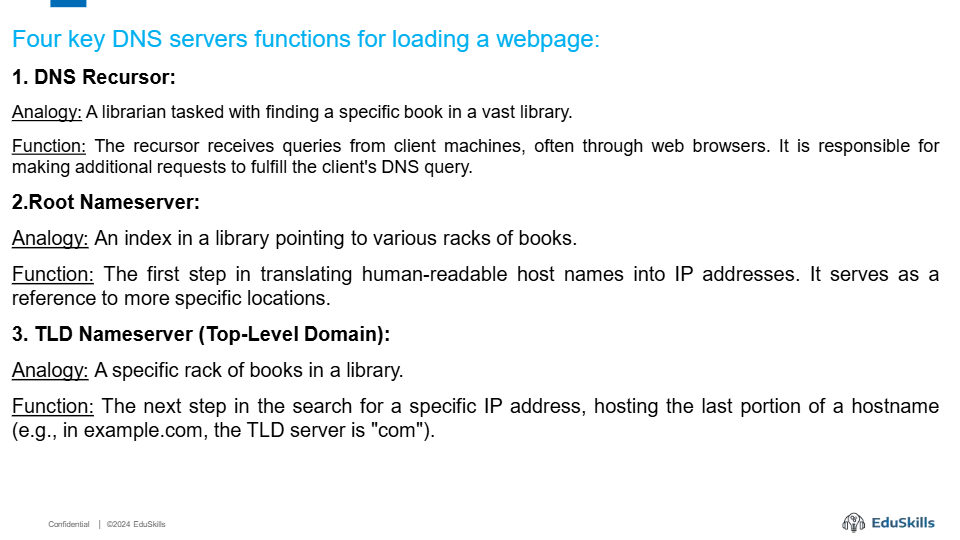 Four key DNS servers functions for loading a webpage:
1. DNS Recursor:
Analogy: A librarian tasked with finding a specific book in a vast library.
Function: The recursor receives queries from client machines, often through web browsers. It is responsible for
making additional requests to fulfill the client's DNS query.
2.Root Nameserver:
Analogy: An index in a library pointing to various racks of books.
Function: The first step in translating human-readable host names into IP addresses. It serves as a
reference to more specific locations.
3. TLD Nameserver (Top-Level Domain):
Analogy: A specific rack of books in a library.
Function: The next step in the search for a specific IP address, hosting the last portion of a hostname
(e.g., in example.com, the TLD server is "com").
Confidential | ©2024 EduSkills
EduSkills